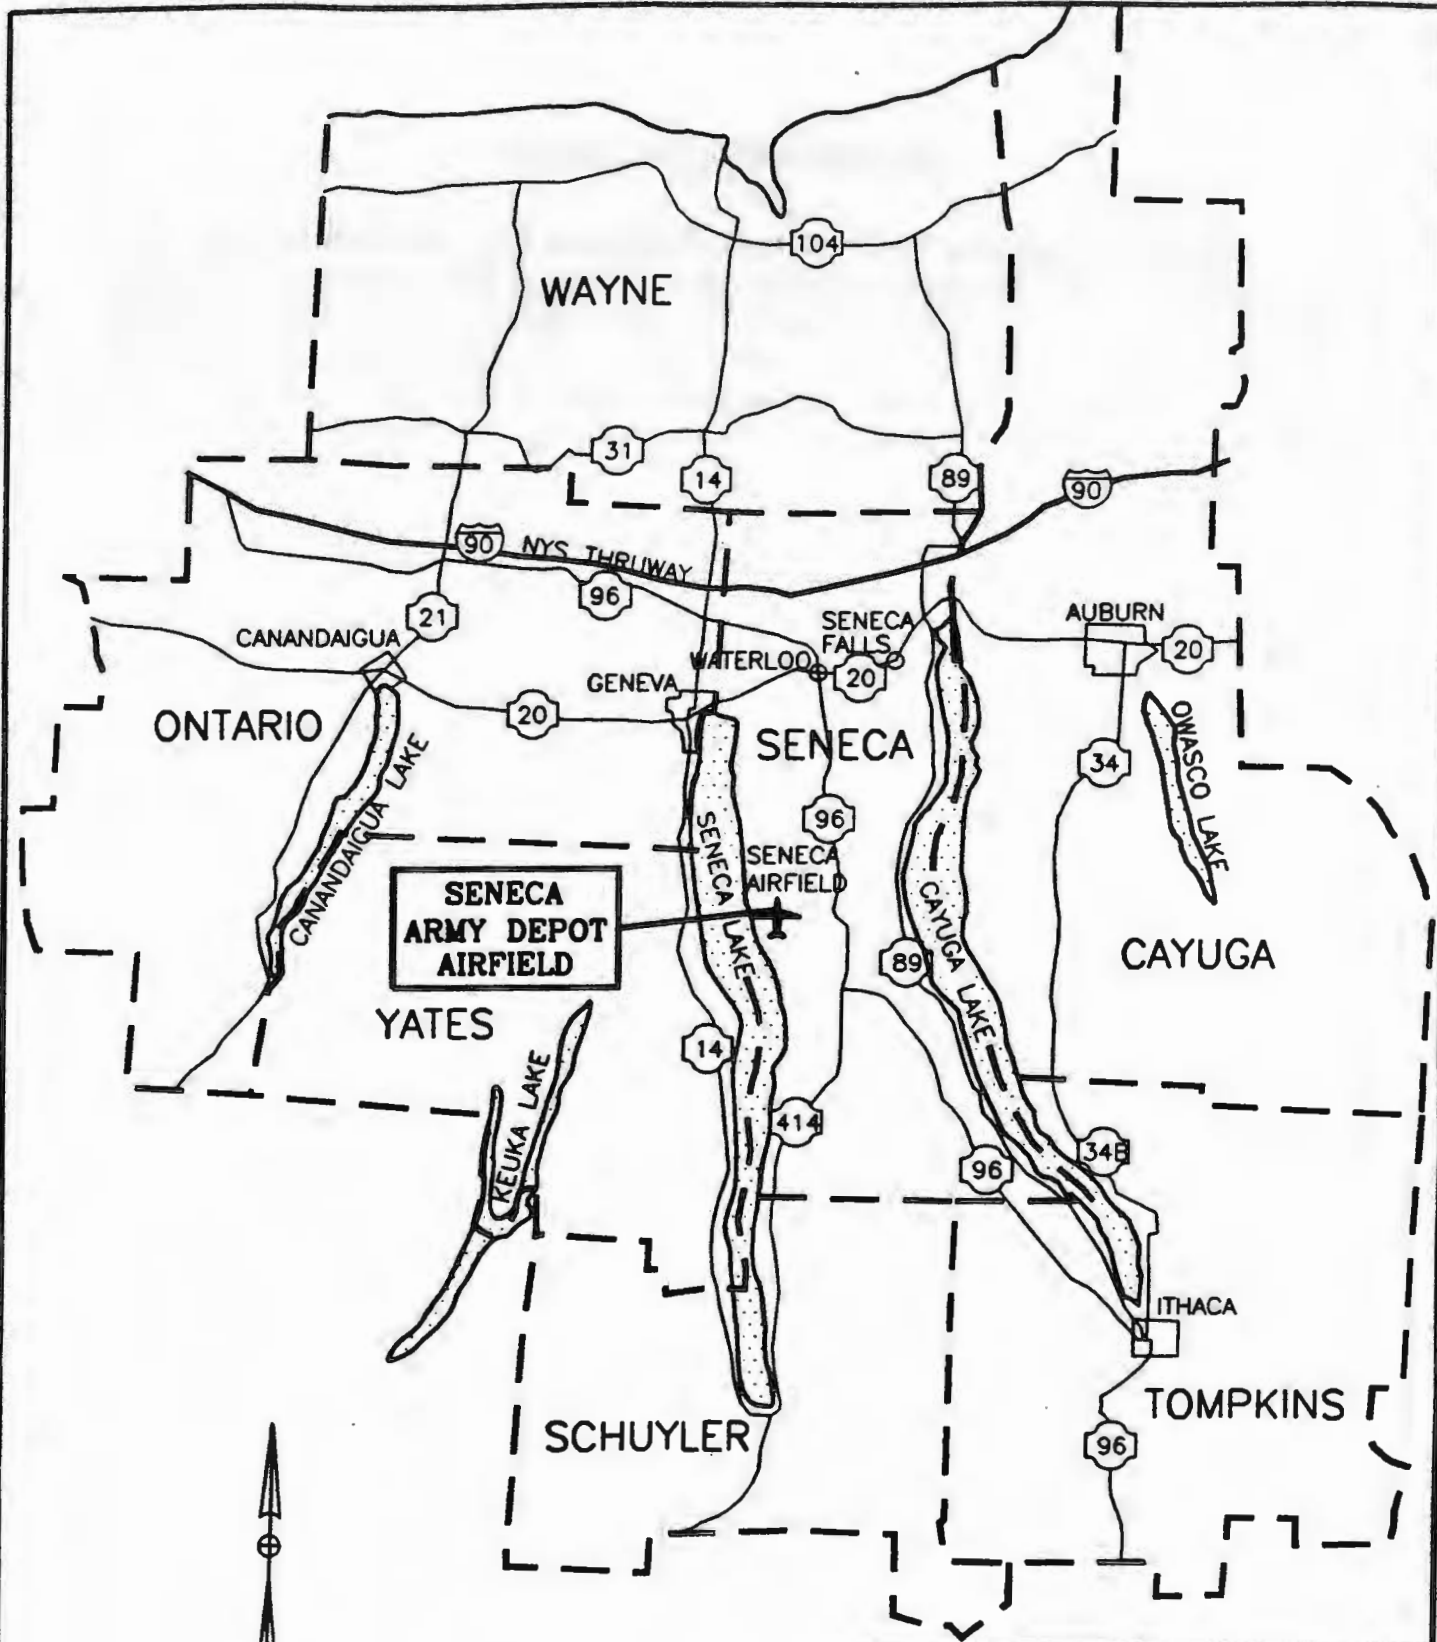 104
WAYNE
31
14
89
90
90
NYS THRUWAY
96
21
CANANDAIGUA
SENECA
FALLS
AUBURN
WATERLOO
20
20
GENEVA
20
ONTARIO
SENECA
34
OWASCO LAKE
CANANDAIGUA LAKE
96
SENECA LAKE
SENECA
AIRFIELD
SENECA
ARMY DEPOT
AIRFIELD
CAYUGA LAKE
89
CAYUGA
YATES
14
KEUKA LAKE
414
34B
96
ITHACA
TOMPKINS
SCHUYLER
96